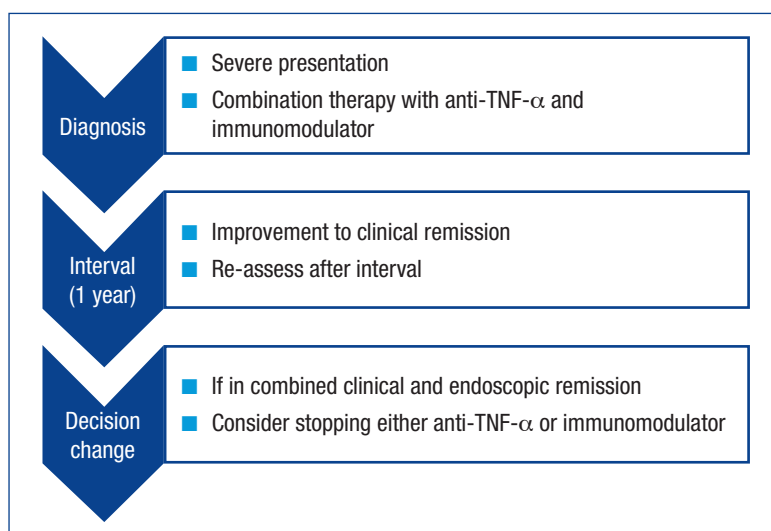 Diagnosis
Severe presentation
Combination therapy with anti-TNF-α and
immunomodulator
Interval
(1 year)
Improvement to clinical remission
Re-assess after interval
Decision
change
If in combined clinical and endoscopic remission
Consider stopping either anti-TNF-α or immunomodulator